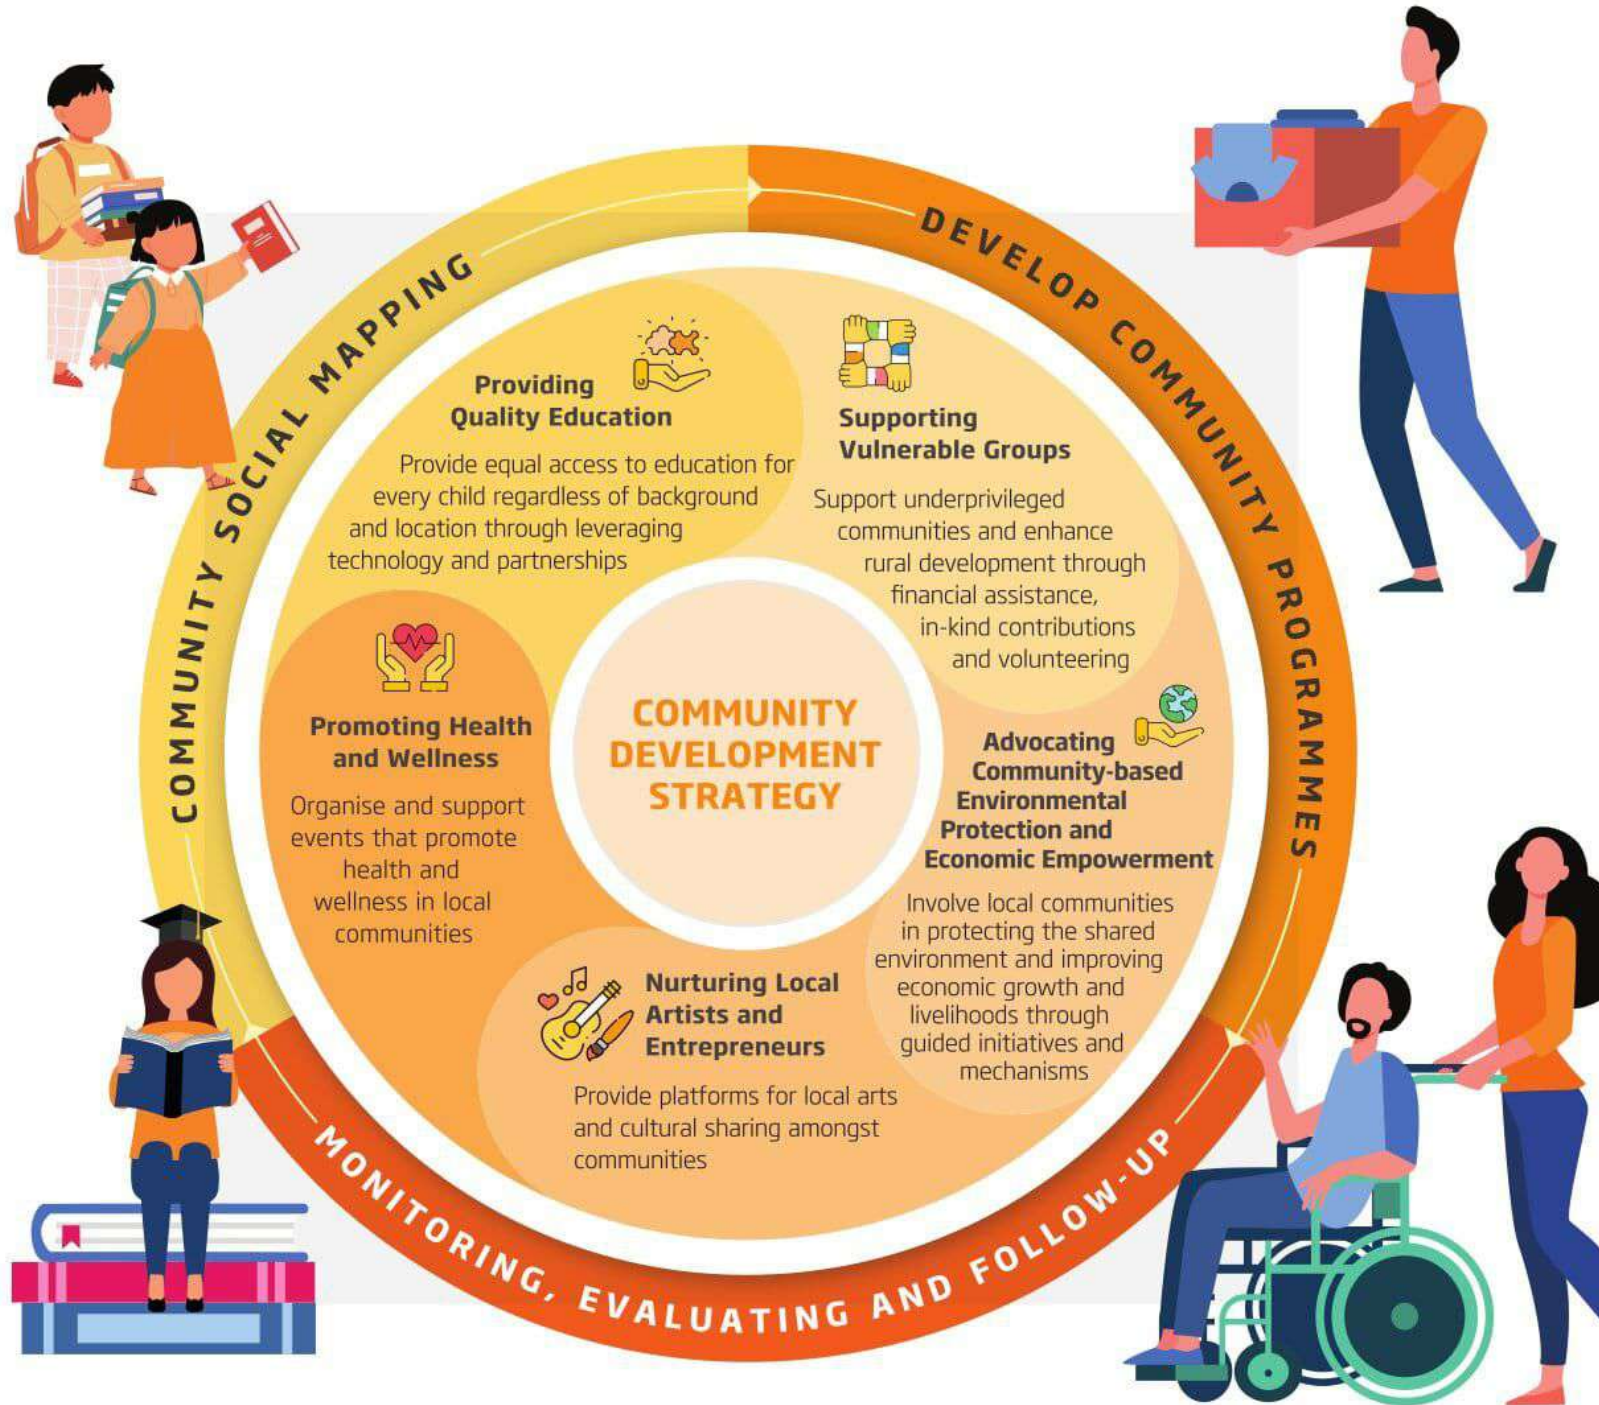 COMMUNITY SOCIAL MAPPING
DEVELOP COMMUNITY PROGRAMMES
MONITORING, EVALUATING AND FOLLOW-UP
COMMUNITY
DEVELOPMENT
STRATEGY
Providing
Quality Education
Provide equal access to education for
every child regardless of background
and location through leveraging
technology and partnerships
Supporting
Vulnerable Groups
Support underprivileged
communities and enhance
rural development through
financial assistance,
in-kind contributions
and volunteering
Advocating
Community-based
Environmental
Protection and
Economic Empowerment
Involve local communities
in protecting the shared
environment and improving
economic growth and
livelihoods through
guided initiatives and
mechanisms
Nurturing Local
Artists and
Entrepreneurs
Provide platforms for local arts
and cultural sharing amongst
communities
Promoting Health
and Wellness
Organise and support
events that promote
health and
wellness in local
communities